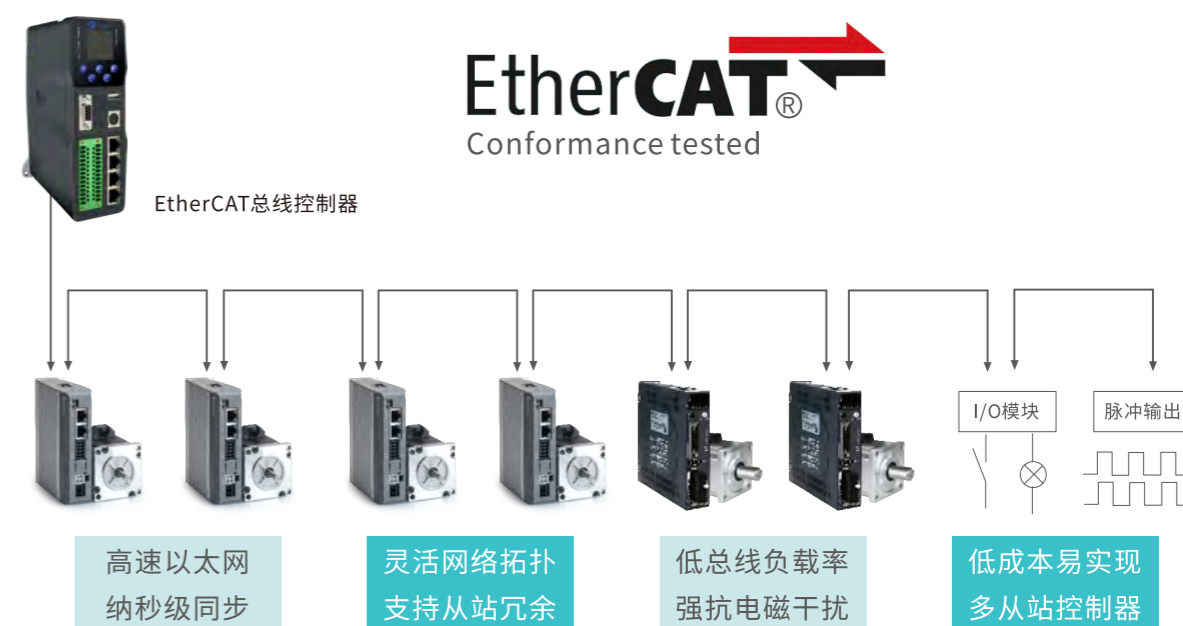 EtherCAT®
Conformance tested
EtherCAT总线控制器
I/O模块
脉冲输出
高速以太网
纳秒级同步
灵活网络拓扑
支持从站冗余
低总线负载率
强抗电磁干扰
低成本易实现
多从站控制器